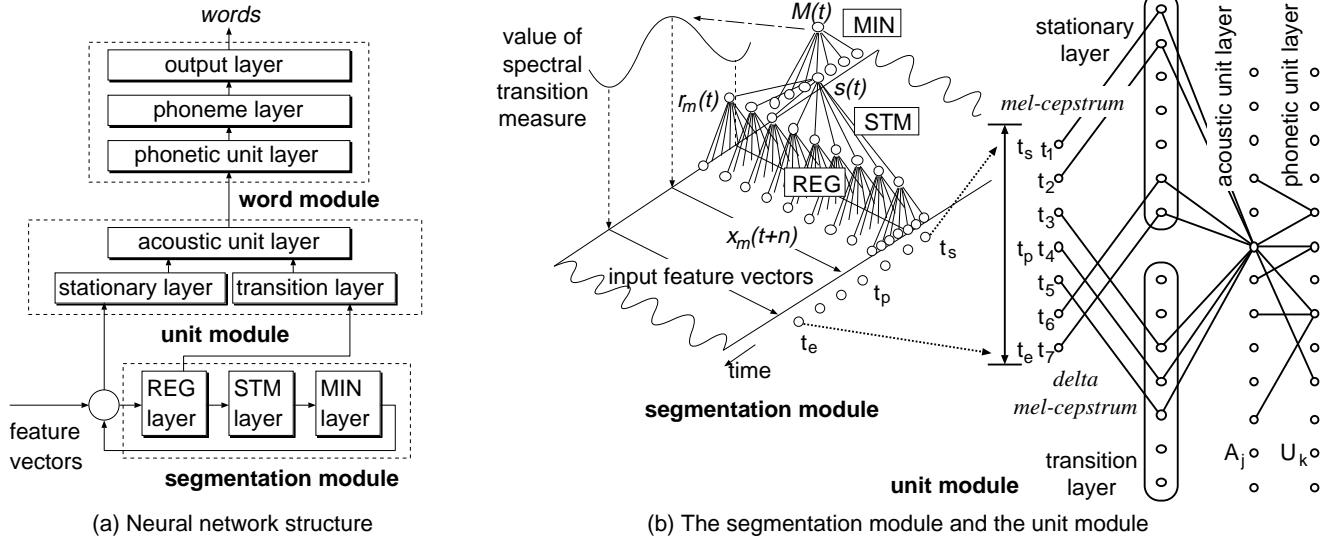 words
output layer
phoneme layer
phonetic unit layer
word module
acoustic unit layer
stationary layer
transition layer
unit module
REG
layer
STM
layer
MIN
layer
feature
vectors
segmentation module
(a) Neural network structure
value of
spectral
transition
measure
M(t)
MIN
r_m(t)
s(t)
STM
REG
x_m(t+n)
input feature vectors
t_s
t_p
t_e
time
segmentation module
stationary
layer
mel-cepstrum
t_s t_1
t_2
t_3
t_p t_4
t_5
t_6
t_e t_7
delta
mel-cepstrum
transition
layer
acoustic unit layer
phonetic unit layer
A_j
U_k
unit module
(b) The segmentation module and the unit module